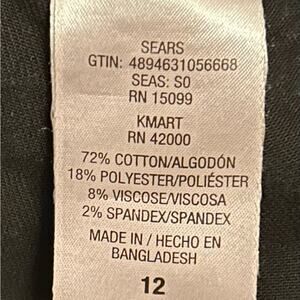 SEARS
GTIN: 4894631056668
SEAS: S0
RN 15099
KMART
RN 42000
72% COTTON/ALGODÓN
18% POLYESTER/POLIÉSTER
8% VISCOSE/VISCOSA
2% SPANDEX/SPANDEX
MADE IN / HECHO EN
BANGLADESH
12